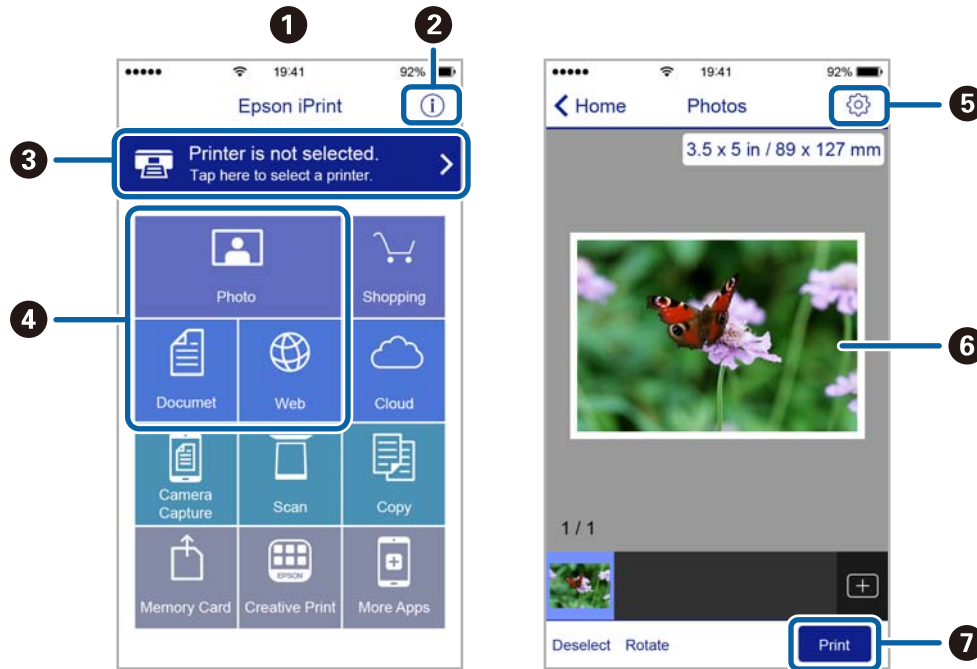 1
2
19:41
92%
Epson iPrint
3
Printer is not selected.
Tap here to select a printer.
4
Photo
Shopping
Documet
Web
Cloud
Camera
Capture
Scan
Copy
EPSON
Memory Card
Creative Print
More Apps
19:41
92%
Home
Photos
5
3.5 x 5 in / 89 x 127 mm
6
1 / 1
Deselect Rotate
Print
7